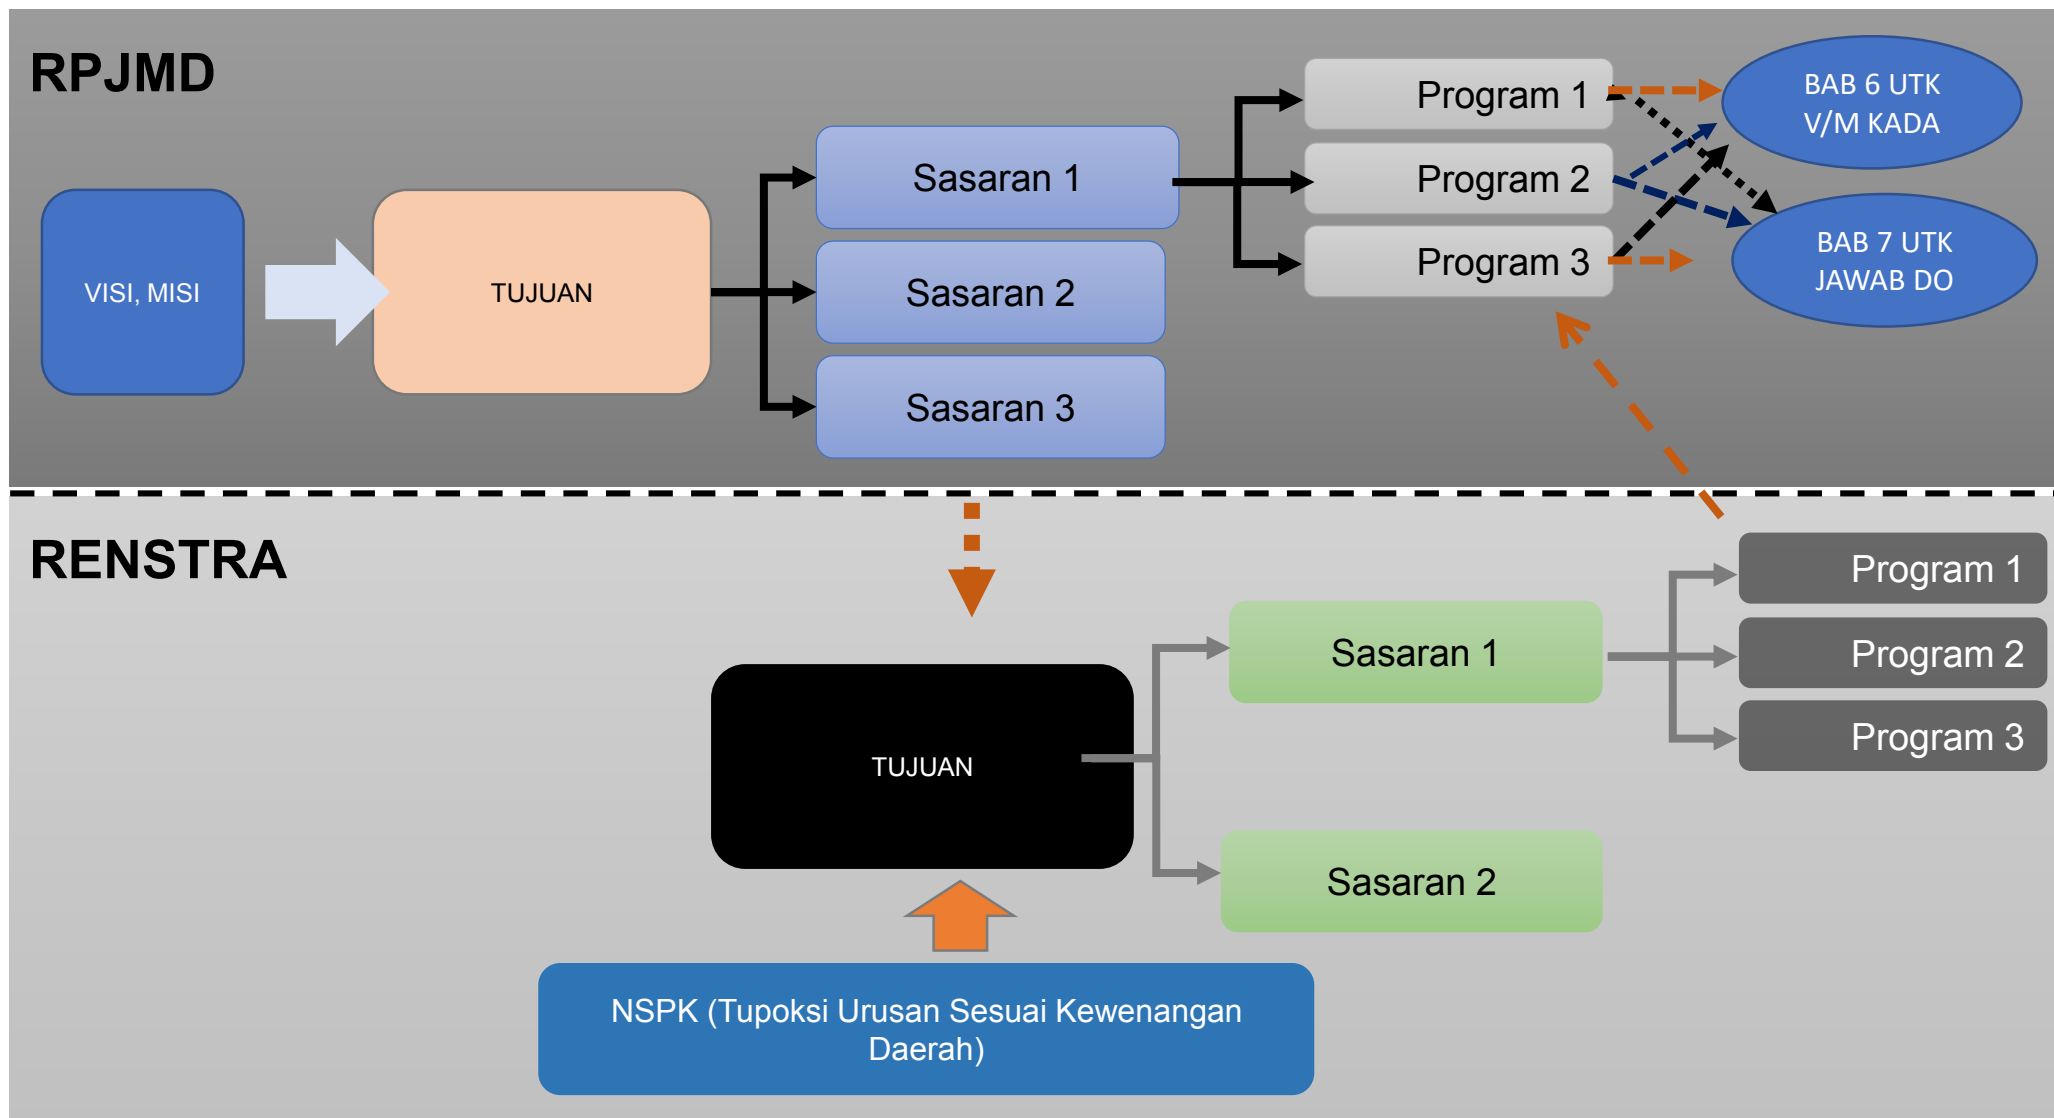 RPJMD
VISI, MISI
TUJUAN
Sasaran 1
Sasaran 2
Sasaran 3
Program 1
Program 2
Program 3
BAB 6 UTK
V/M KADA
BAB 7 UTK
JAWAB DO
RENSTRA
TUJUAN
Sasaran 1
Sasaran 2
Program 1
Program 2
Program 3
NSPK (Tupoksi Urusan Sesuai Kewenangan
Daerah)